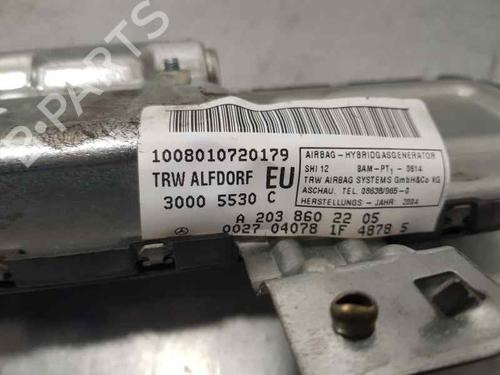 B-PARTS
1008010720179
TRW ALFDORF EU
3000 5530 C
A 203 860 22 05
0027 04078 1F 4878 5
AIRBAG - HYBRIDGASGENERATOR
SHI 12 BAM-PT1 - 0614
TRW AIRBAG SYSTEMS GmbH&Co KG
ASCHAU. TEL. 08638/965-0
HERSTELLUNGS - JAHR: 2004